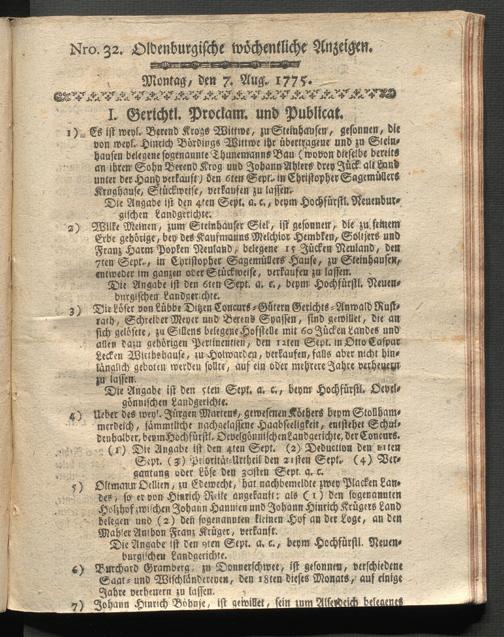 Nro. 32. Oldenburgische wöchentliche Anzeigen.
Montag, den 7. Aug. 1775.
I. Gerichtl. Proclam. und Publicat.
1) Es ist weyl. Berend Krogs Wittwe, zu Steinhausen, gesonnen, die
von weyl. Hinrich Bördings Wittwe ihr übertragene und zu Stein-
hausen belegene sogenannte Thunemanns Bau (wovon dieselbe bereits
an ihrem Sohn Berend Krog und Johann Ahlers drey Jück alt Land
unter der Hand verkauft) den 6ten Sept. in Christopher Sagemüllers
Kroghause, Stückweise, verkaufen zu lassen.
Die Angabe ist den 4ten Sept. a. c., beym Hochfürstl. Neuenbur-
gischen Landgerichte.
2) Wilke Meinen, zum Steinhauser Siel, ist gesonnen, die zu seinem
Erbe gehörige, bey des Kaufmanns Melchior Hembken, Soltjers und
Franz Harm Popken Neuland, belegene 15 Jücken Neuland, den
7ten Sept., in Christopher Sagemüllers Hause, zu Steinhausen,
entweder im ganzen oder Stückweise, verkaufen zu lassen.
Die Angabe ist den 6ten Sept. a. c., beym Hochfürstl. Neuen-
burgischen Landgerichte.
3) Die Löser von Lübbe Ditzen Concurs-Gütern Gerichts-Anwald Rust-
rath, Schreiber Meyer und Berend Spassen, sind gewillet, die an
sich gelösete, zu Sillens belegene Hofstelle mit 60 Jücken Landes und
allen dazu gehörigen Pertinentien, den 12ten Sept. in Otto Caspar
Lecken Wirthshause, zu Holwarden, verkaufen, falls aber nicht hin-
länglich geboten werden sollte, auf ein oder mehrere Jahre verheuern
zu lassen.
Die Angabe ist den 5ten Sept. a. c., beym Hochfürstl. Oevel-
gönnischen Landgerichte.
4) Ueber des weyl. Jürgen Martens, gewesenen Köthers beym Stollham-
merdeich, sämmtliche nachgelassene Haabseeligkeit, entstehet Schul-
denhalber, beym Hochfürstl. Oevelgönnischen Landgerichte, der Concurs.
(1) Die Angabe ist den 4ten Sept. (2) Deduction den 11ten
Sept. (3) Priorität-Urtheil den 21sten Sept. (4) Ver-
gantung oder Löse den 30sten Sept. a. c.
5) Oltmann Oellien, zu Edewecht, hat nachbemeldte zwey Placken Lan-
des, so er von Hinrich Reike angekauft: als (1) den sogenannten
Holzhof zwischen Johann Hannien und Johann Hinrich Krügers Land
belegen und (2) den sogenannten kleinen Hof an der Loge, an den
Mahler Anthon Franz Krüger, verkauft.
Die Angabe ist den 9ten Sept. a. c., beym Hochfürstl. Neuen-
burgischen Landgerichte.
6) Burchard Gramberg, zu Donnerschwee, ist gesonnen, verschiedene
Saat- und Wischländereyen, den 18ten dieses Monats, auf einige
Jahre verheuern zu lassen.
7) Johann Hinrich Böhnje, ist gewillet, sein zum Alserdeich belegenes